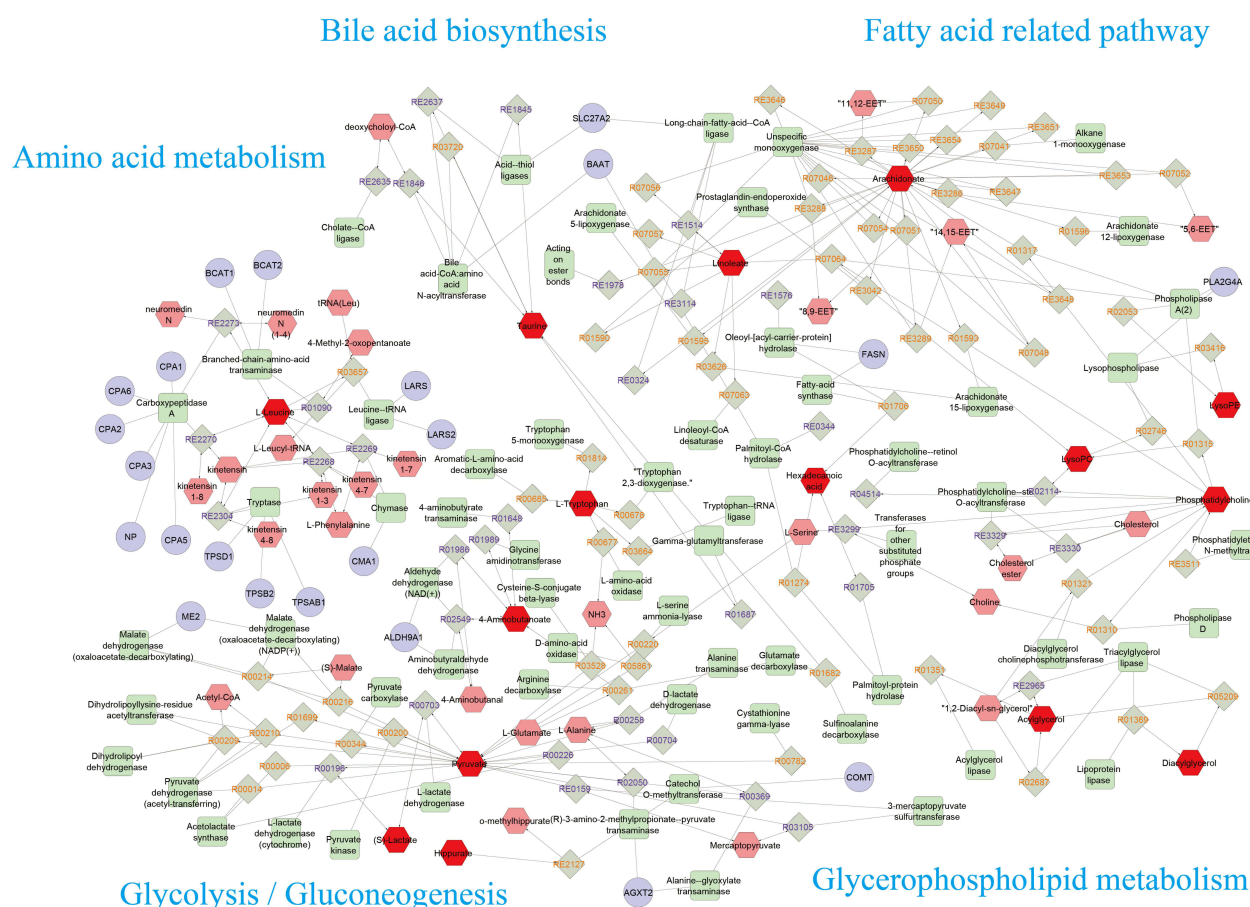 Bile acid biosynthesis
Fatty acid related pathway
Amino acid metabolism
Glycolysis / Gluconeogenesis
Glycerophospholipid metabolism
RE2637
RE1845
SLC27A2
Long-chain-fatty-acid--CoA
ligase
RE3646
"11,12-EET"
R07050
RE3649
deoxycholoyl-CoA
R03720
Unspecific
monooxygenase
RE3287
RE3650
RE3654
R07041
RE3651
Alkane
1-monooxygenase
Acid--thiol
ligases
BAAT
RE2635
RE1846
R07056
R07046
Arachidonate
RE3653
R07052
Prostaglandin-endoperoxide
synthase
RE3288
RE3286
RE3647
Cholate--CoA
ligase
Arachidonate
5-lipoxygenase
RE1514
R07057
R07054
R07051
"14,15-EET"
R01596
Arachidonate
12-lipoxygenase
"5,6-EET"
R01317
Bile
acid-CoA:amino
acid
N-acyltransferase
Acting
on
ester
bonds
R07055
Linoleate
R07064
PLA2G4A
BCAT1
BCAT2
RE1978
RE3114
RE1576
RE3042
RE3648
Phospholipase
A(2)
R02053
tRNA(Leu)
neuromedin
N
neuromedin
N
(1-4)
RE2273
Taurine
"8,9-EET"
4-Methyl-2-oxopentanoate
R01590
R01595
Oleoyl-[acyl-carrier-protein]
hydrolase
RE3289
R01593
R07048
R03416
Branched-chain-amino-acid
transaminase
R03626
FASN
Lysophospholipase
CPA1
CPA6
R03657
RE0324
R07063
Fatty-acid
synthase
LARS
Carboxypeptidase
A
R01090
L-Leucine
Leucine--tRNA
ligase
R01706
Arachidonate
15-lipoxygenase
LysoPE
CPA2
LARS2
Tryptophan
5-monooxygenase
Linoleoyl-CoA
desaturase
Palmitoyl-CoA
hydrolase
RE0344
R02746
R01315
RE2270
L-Leucyl-tRNA
RE2269
RE2268
Aromatic-L-amino-acid
decarboxylase
R01814
Phosphatidylcholine--retinol
O-acyltransferase
LysoPC
CPA3
kinetensin
kinetensin
1-7
kinetensin
1-8
kinetensin
4-7
kinetensin
1-3
"Tryptophan
2,3-dioxygenase."
Hexadecanoic
acid
R04514
Phosphatidylcholine--sterol
O-acyltransferase
R02114
Phosphatidylcholine
Tryptase
RE2304
L-Phenylalanine
Chymase
4-aminobutyrate
transaminase
R00685
L-Tryptophan
R00678
Tryptophan--tRNA
ligase
R01648
NP
CPA5
TPSD1
kinetensin
4-8
CMA1
R01989
R01986
Glycine
amidinotransferase
R00677
R03664
Gamma-glutamyltransferase
L-Serine
RE3299
Transferases
for
other
substituted
phosphate
groups
RE3329
RE3330
Cholesterol
Cholesterol
ester
RE3511
TPSB2
TPSAB1
Aldehyde
dehydrogenase
(NAD(+))
Cysteine-S-conjugate
beta-lyase
L-amino-acid
oxidase
R01274
R01705
R01321
Choline
ME2
Malate
dehydrogenase
(oxaloacetate-decarboxylating)
Malate
dehydrogenase
(oxaloacetate-decarboxylating)
(NADP(+))
ALDH9A1
R02549
4-Aminobutanoate
NH3
L-serine
ammonia-lyase
R01687
R01310
Phospholipase
D
D-amino-acid
oxidase
R00220
Aminobutyraldehyde
dehydrogenase
R03528
R05861
Alanine
transaminase
Glutamate
decarboxylase
Diacylglycerol
cholinephosphotransferase
Triacylglycerol
lipase
R00214
(S)-Malate
Acetyl-CoA
Pyruvate
carboxylase
Arginine
decarboxylase
R00261
R01682
R01351
RE2965
R05209
Palmitoyl-protein
hydrolase
Dihydrolipoyllysine-residue
acetyltransferase
R00216
R00703
4-Aminobutanal
D-lactate
dehydrogenase
"1,2-Diacyl-sn-glycerol"
Acylglycerol
R01369
R01699
Cystathionine
gamma-lyase
Sulfinoalanine
decarboxylase
R00209
R00210
R00344
R00200
L-Glutamate
L-Alanine
R00258
Dihydrolipoyl
dehydrogenase
R00006
R00196
Pyruvate
R00226
R00704
R00782
Acylglycerol
lipase
R02687
Lipoprotein
lipase
Diacylglycerol
Pyruvate
dehydrogenase
(acetyl-transferring)
R00014
L-lactate
dehydrogenase
RE0159
R02050
Catechol
O-methyltransferase
R00369
COMT
Acetolactate
synthase
L-lactate
dehydrogenase
(cytochrome)
Pyruvate
kinase
(S)-Lactate
o-methylhippurate
(R)-3-amino-2-methylpropionate--pyruvate
transaminase
R03105
3-mercaptopyruvate
sulfurtransferase
Hippurate
RE2127
Mercaptopyruvate
AGXT2
Alanine--glyoxylate
transaminase